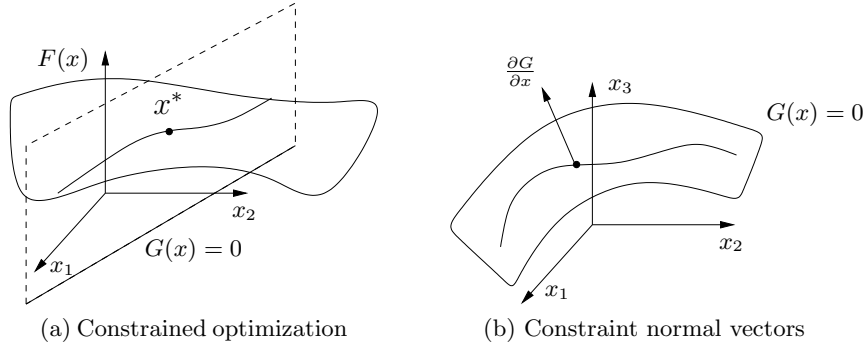 F(x)
x*
x₂
x₁
G(x) = 0
(a) Constrained optimization
∂G
∂x
x₃
G(x) = 0
x₂
x₁
(b) Constraint normal vectors